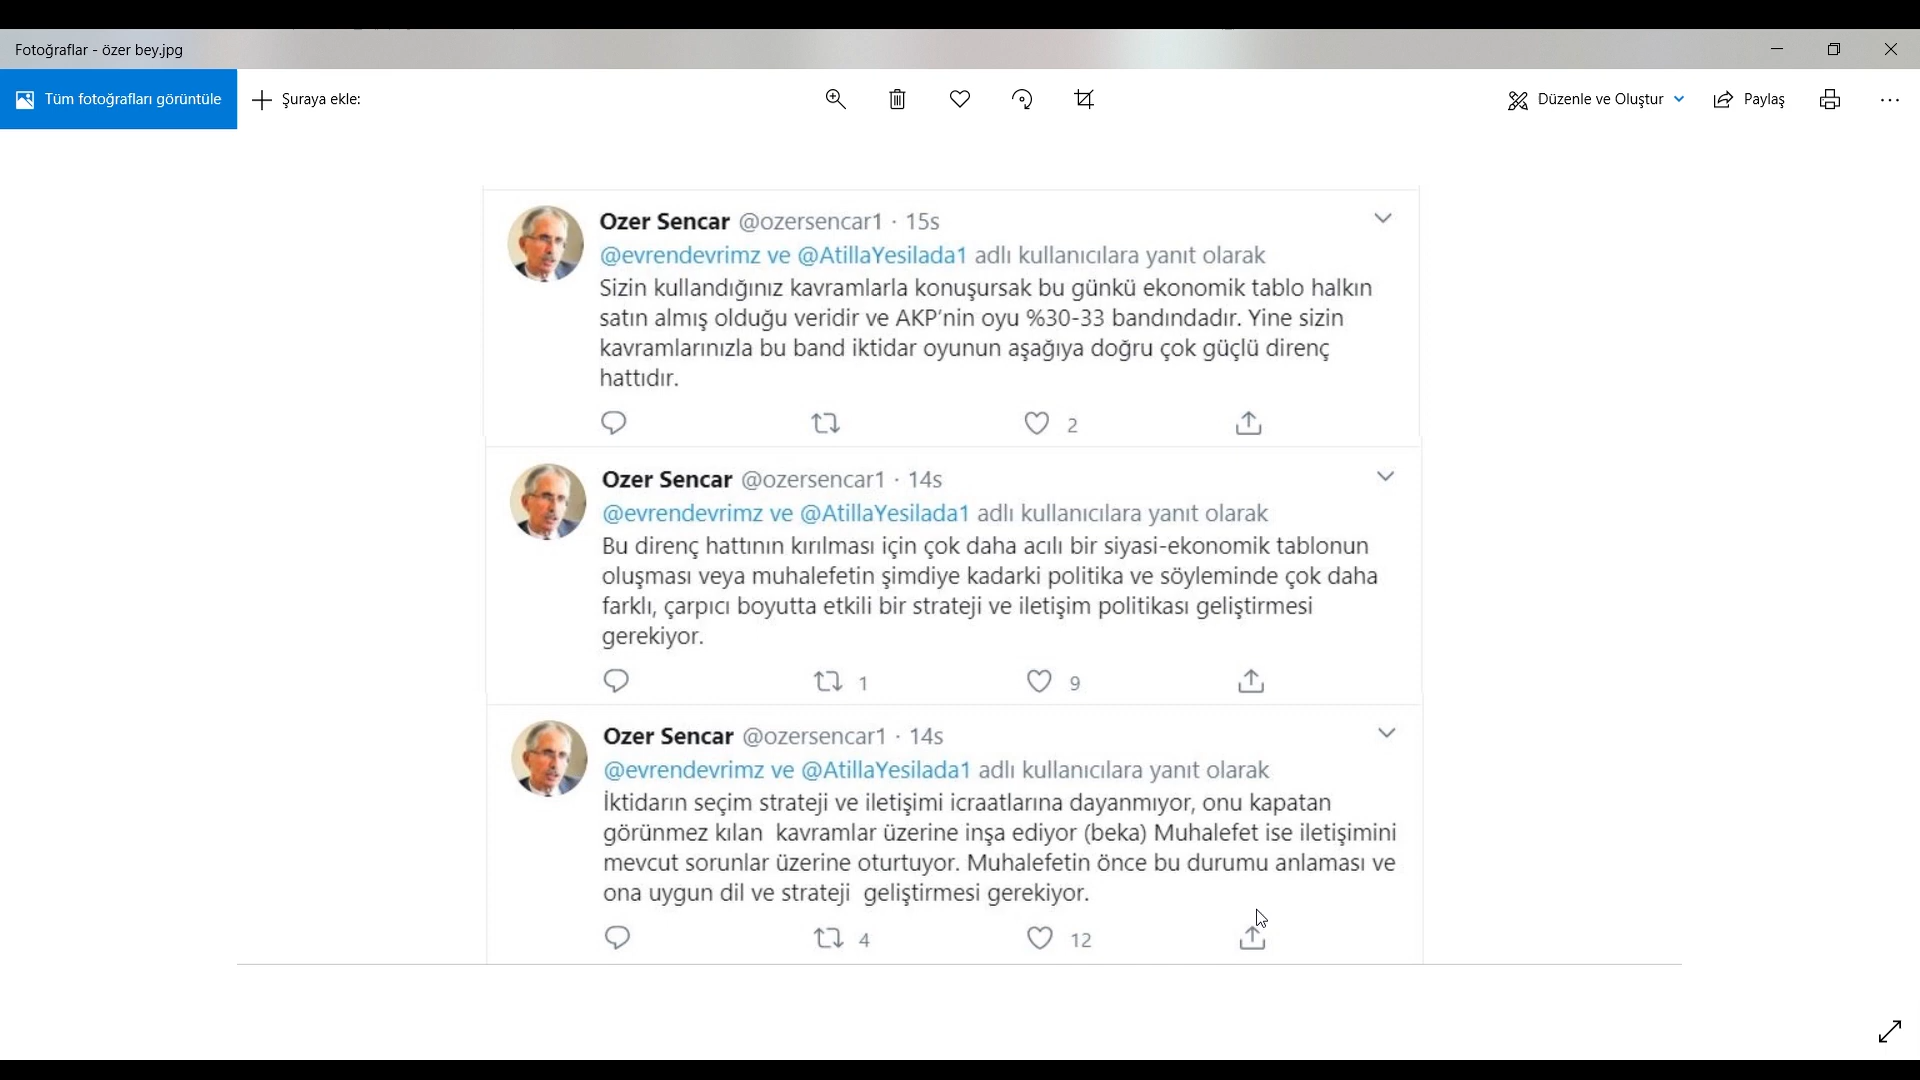 Fotoğraflar - özer bey.jpg
Tüm fotoğrafları görüntüle
Şuraya ekle:
Düzenle ve Oluştur
Paylaş
Ozer Sencar @ozersencar1 · 15s
@evrendevrimz ve @AtillaYesilada1 adlı kullanıcılara yanıt olarak
Sizin kullandığınız kavramlarla konuşursak bu günkü ekonomik tablo halkın
satın almış olduğu veridir ve AKP'nin oyu %30-33 bandındadır. Yine sizin
kavramlarınızla bu band iktidar oyunun aşağıya doğru çok güçlü direnç
hattıdır.
2
Ozer Sencar @ozersencar1 · 14s
@evrendevrimz ve @AtillaYesilada1 adlı kullanıcılara yanıt olarak
Bu direnç hattının kırılması için çok daha acılı bir siyasi-ekonomik tablonun
oluşması veya muhalefetin şimdiye kadarki politika ve söyleminde çok daha
farklı, çarpıcı boyutta etkili bir strateji ve iletişim politikası geliştirmesi
gerekiyor.
1 9
Ozer Sencar @ozersencar1 · 14s
@evrendevrimz ve @AtillaYesilada1 adlı kullanıcılara yanıt olarak
İktidarın seçim strateji ve iletişimi icraatlarına dayanmıyor, onu kapatan
görünmez kılan  kavramlar üzerine inşa ediyor (beka) Muhalefet ise iletişimini
mevcut sorunlar üzerine oturtuyor. Muhalefetin önce bu durumu anlaması ve
ona uygun dil ve strateji  geliştirmesi gerekiyor.
4 12